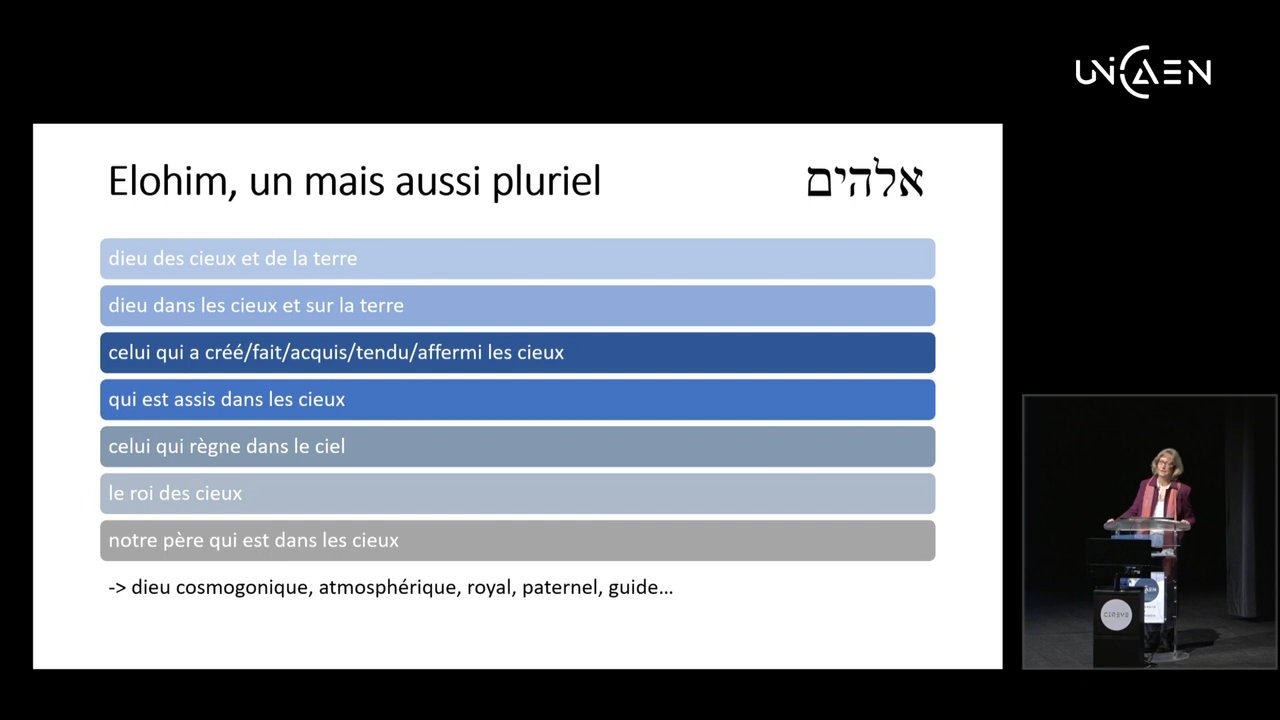 UNICAEN
Elohim, un mais aussi pluriel
אלהים
dieu des cieux et de la terre
dieu dans les cieux et sur la terre
celui qui a créé/fait/acquis/tendu/affermi les cieux
qui est assis dans les cieux
celui qui règne dans le ciel
le roi des cieux
notre père qui est dans les cieux
-> dieu cosmogonique, atmosphérique, royal, paternel, guide…